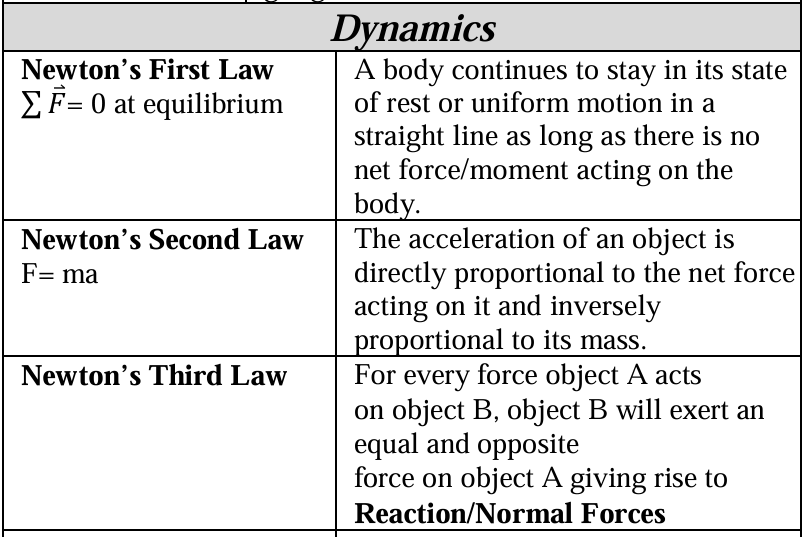 Dynamics
Newton's First Law
∑ F⃗= 0 at equilibrium
A body continues to stay in its state
of rest or uniform motion in a
straight line as long as there is no
net force/moment acting on the
body.
Newton's Second Law
F= ma
The acceleration of an object is
directly proportional to the net force
acting on it and inversely
proportional to its mass.
Newton's Third Law
For every force object A acts
on object B, object B will exert an
equal and opposite
force on object A giving rise to
Reaction/Normal Forces